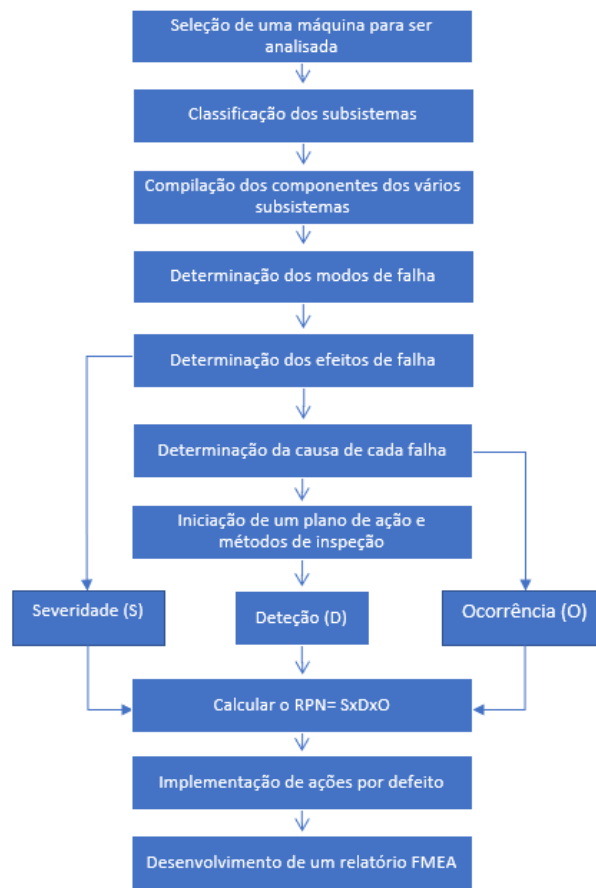 Seleção de uma máquina para ser
analisada
Classificação dos subsistemas
Compilação dos componentes dos vários
subsistemas
Determinação dos modos de falha
Determinação dos efeitos de falha
Determinação da causa de cada falha
Iniciação de um plano de ação e
métodos de inspeção
Severidade (S)
Deteção (D)
Ocorrência (O)
Calcular o RPN= SxDxO
Implementação de ações por defeito
Desenvolvimento de um relatório FMEA